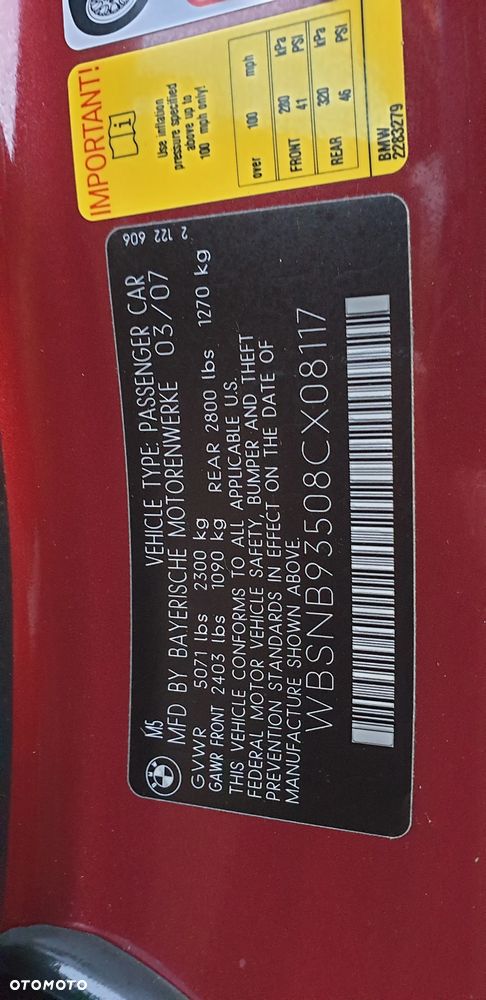 IMPORTANT!
Use inflation
pressure specified
above up to
100 mph only!
over 100 mph
kPa
PSI
FRONT 280
41
kPa
PSI
REAR 320
46
BMW
2283279
2 122 606
M5 VEHICLE TYPE: PASSENGER CAR
MFD BY BAYERISCHE MOTORENWERKE 03/07
GVWR 5071 lbs 2300 kg
GAWR FRONT 2403 lbs 1090 kg REAR 2800 lbs 1270 kg
THIS VEHICLE CONFORMS TO ALL APPLICABLE U.S.
FEDERAL MOTOR VEHICLE SAFETY, BUMPER AND THEFT
PREVENTION STANDARDS IN EFFECT ON THE DATE OF
MANUFACTURE SHOWN ABOVE.
WBSNB93508CX08117
OTOMOTO